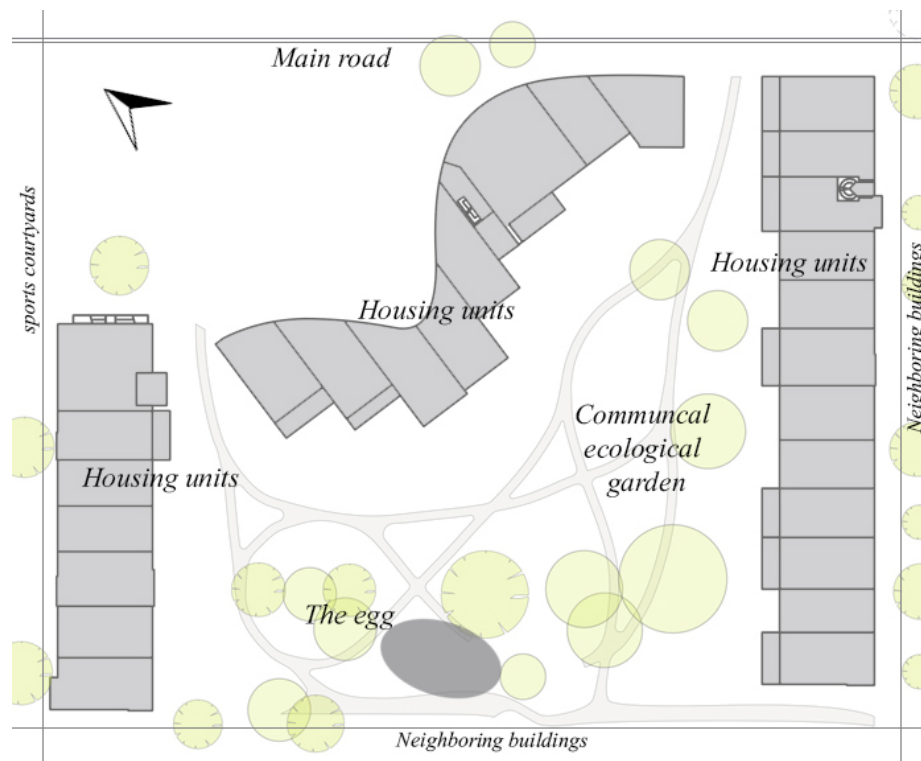 Main road
sports courtyards
Housing units
Neighboring buildings
Housing units
Communcal
ecological
garden
Housing units
The egg
Neighboring buildings